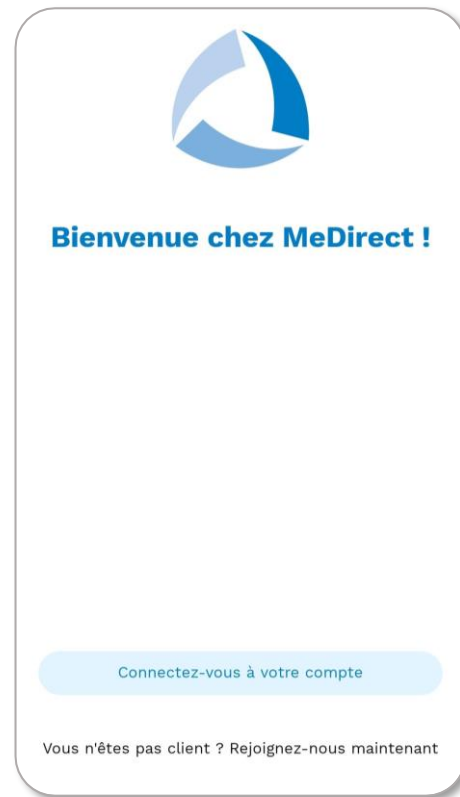 Bienvenue chez MeDirect !
Connectez-vous à votre compte
Vous n'êtes pas client ? Rejoignez-nous maintenant